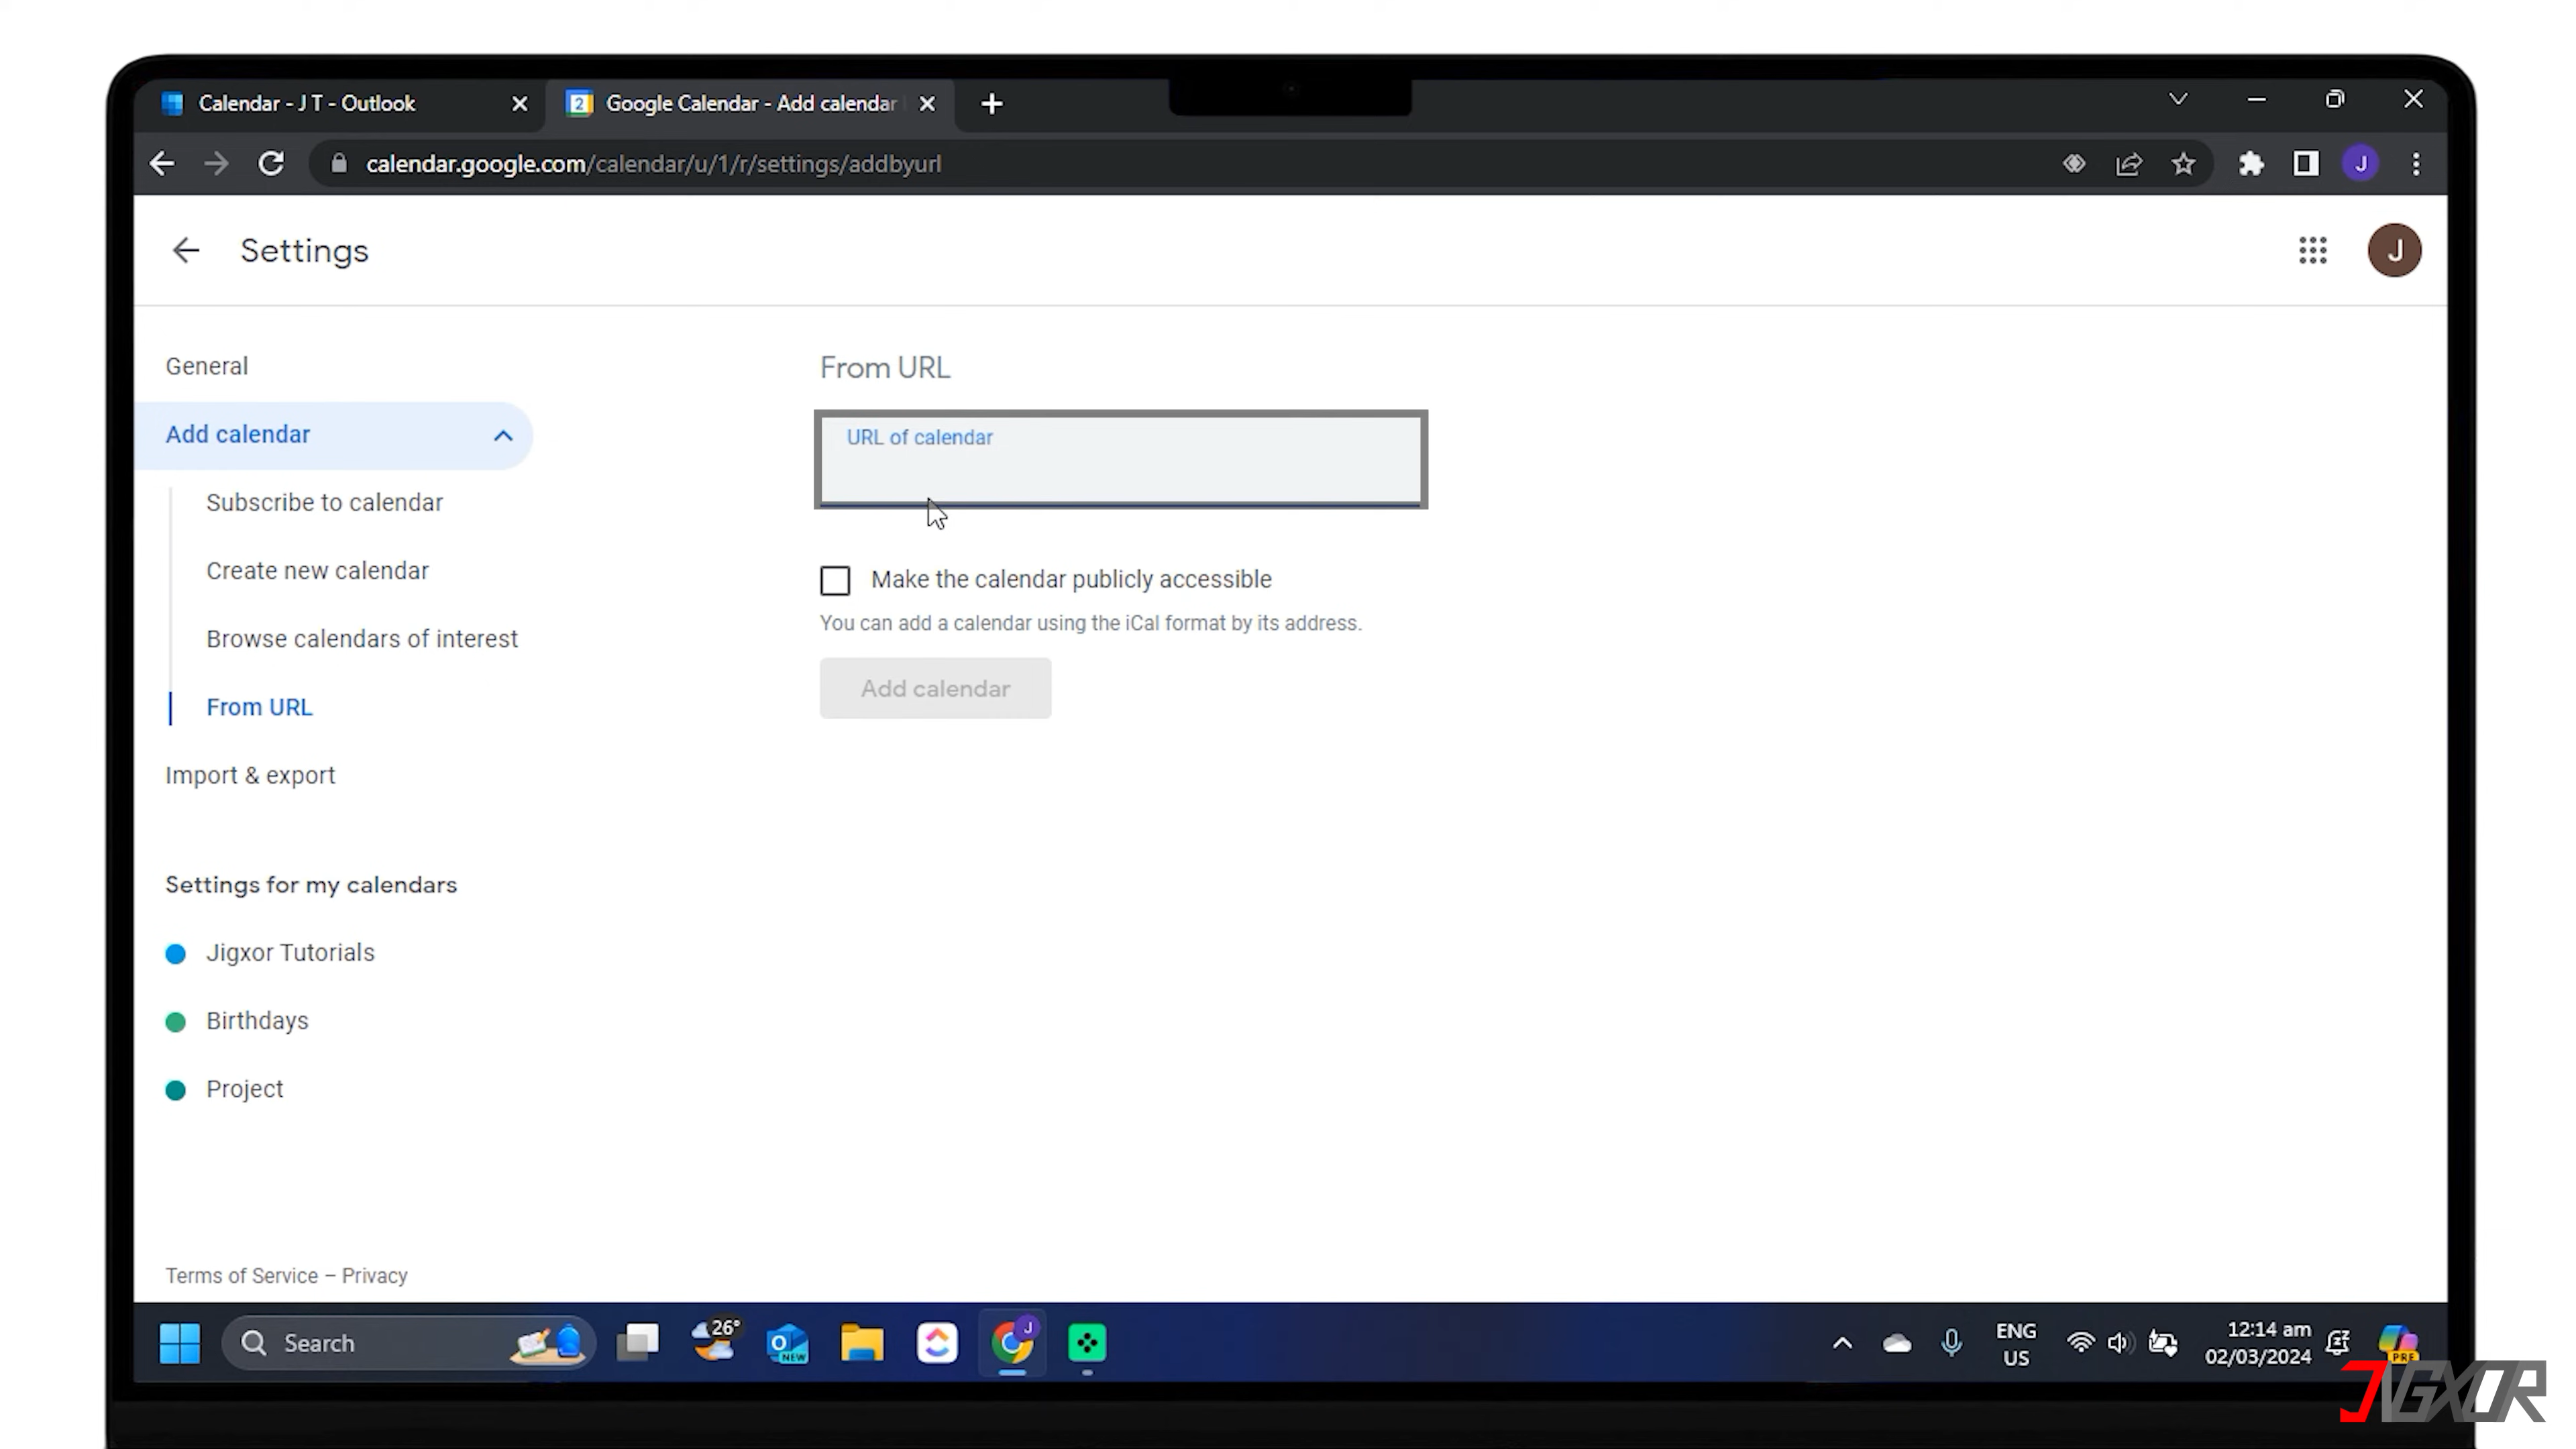 Calendar - J T - Outlook
2 Google Calendar - Add calendar
calendar.google.com/calendar/u/1/r/settings/addbyurl
J
Settings
J
General
Add calendar
Subscribe to calendar
Create new calendar
Browse calendars of interest
From URL
Import & export
Settings for my calendars
Jigxor Tutorials
Birthdays
Project
Terms of Service – Privacy
From URL
URL of calendar
Make the calendar publicly accessible
You can add a calendar using the iCal format by its address.
Add calendar
Search
26°
O
NEW
J
ENG
US
12:14 am
02/03/2024
PRE
JIGXOR